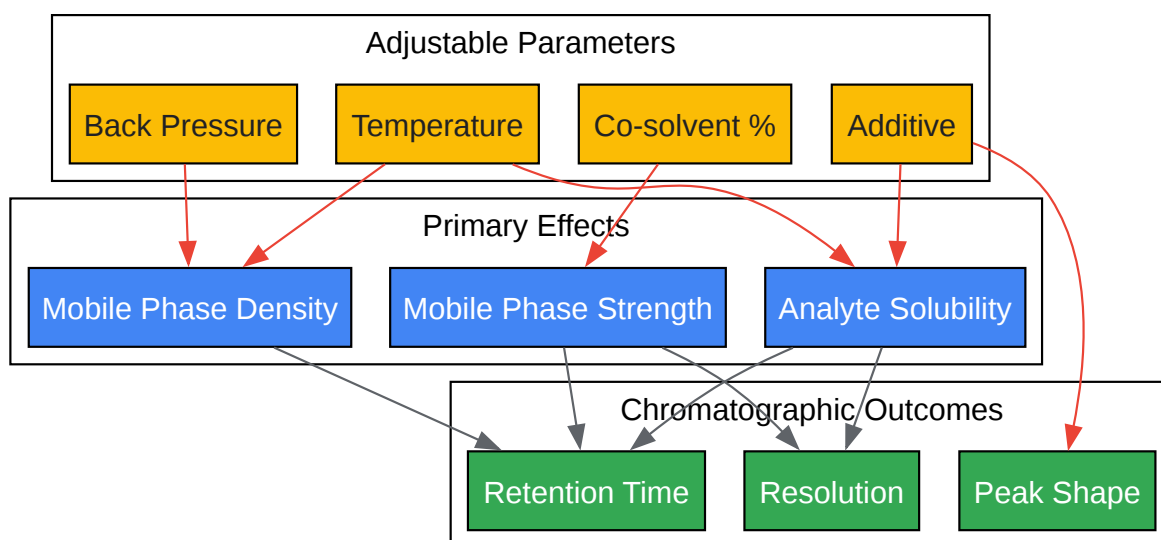 Adjustable Parameters
Back Pressure
Temperature
Co-solvent %
Additive
Primary Effects
Mobile Phase Density
Mobile Phase Strength
Analyte Solubility
Chromatographic Outcomes
Retention Time
Resolution
Peak Shape